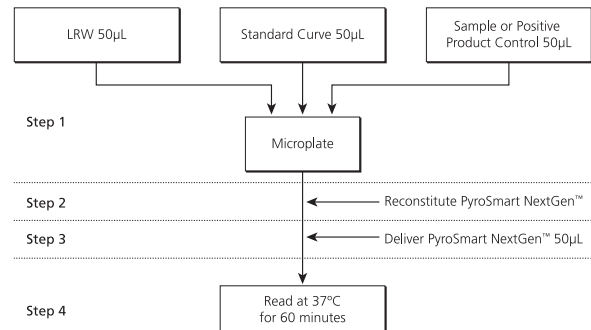 LRW 50µL
Standard Curve 50µL
Sample or Positive
Product Control 50µL
Step 1
Microplate
Step 2
Reconstitute PyroSmart NextGen™
Step 3
Deliver PyroSmart NextGen™ 50µL
Step 4
Read at 37ºC
for 60 minutes